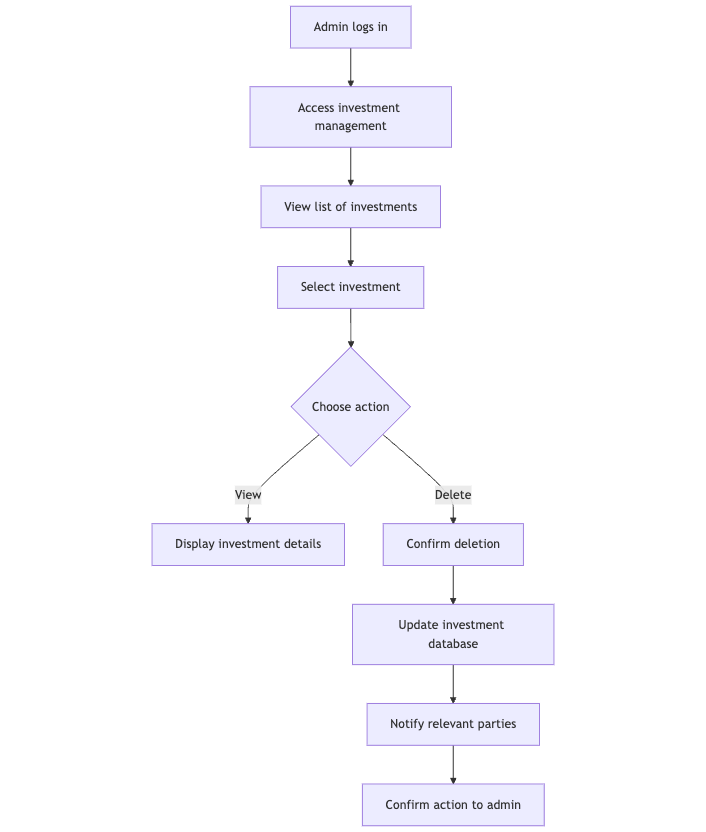 Admin logs in
Access investment
management
View list of investments
Select investment
Choose action
View
Delete
Display investment details
Confirm deletion
Update investment
database
Notify relevant parties
Confirm action to admin